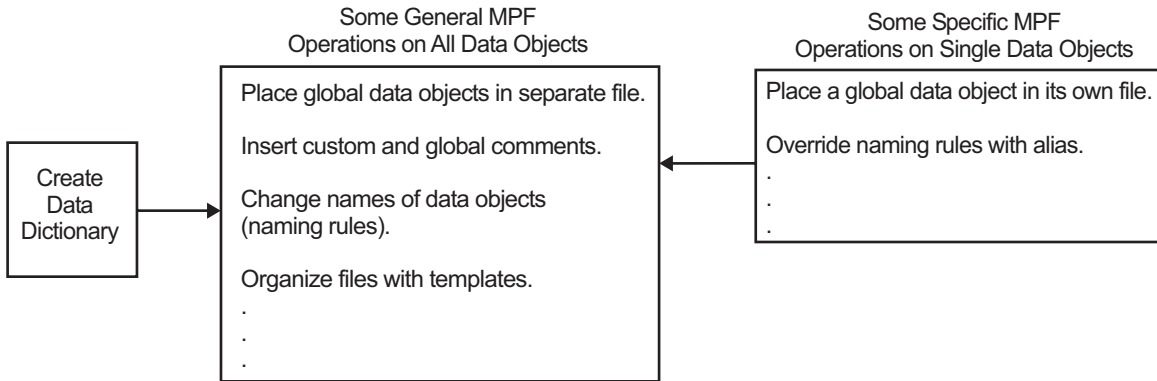 Create
Data
Dictionary
Some General MPF
Operations on All Data Objects
Place global data objects in separate file.
Insert custom and global comments.
Change names of data objects
(naming rules).
Organize files with templates.
.
.
.
Some Specific MPF
Operations on Single Data Objects
Place a global data object in its own file.
Override naming rules with alias.
.
.
.